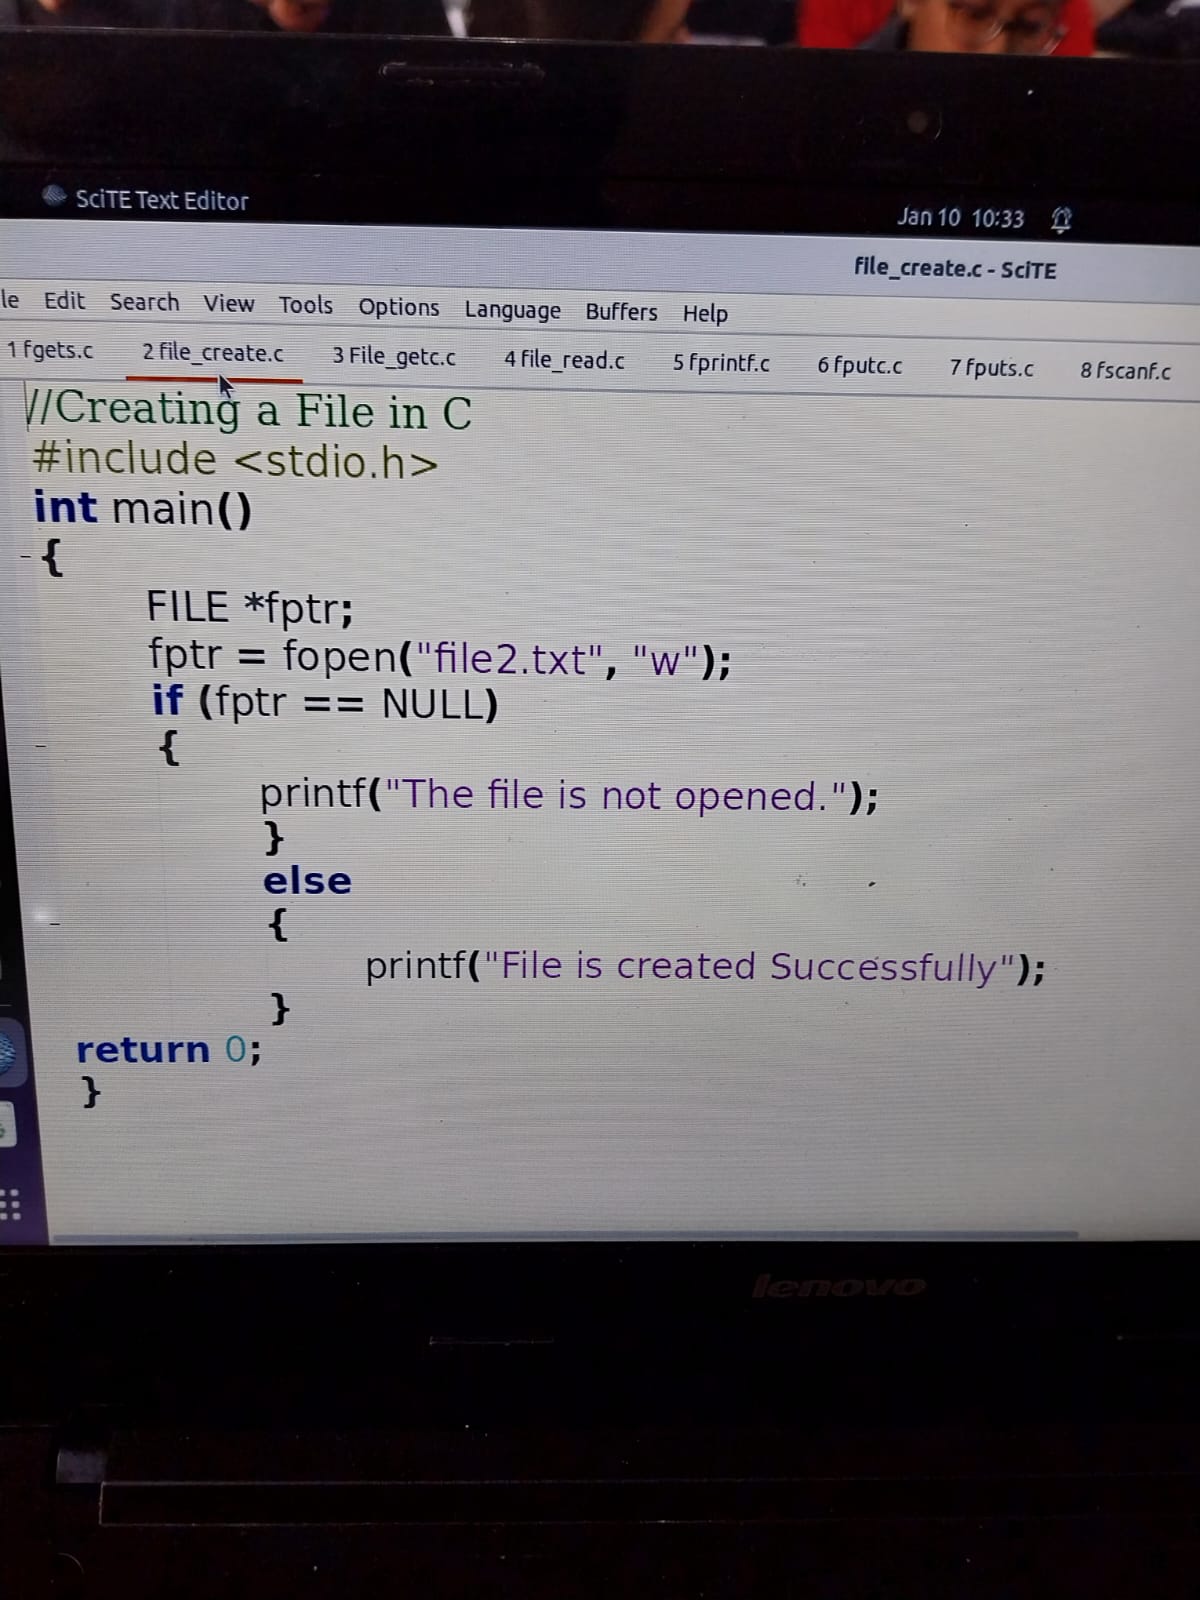 SciTE Text Editor
Jan 10 10:33
file_create.c - SciTE
le Edit Search View Tools Options Language Buffers Help
1 fgets.c 2 file_create.c 3 File_getc.c 4 file_read.c 5 fprintf.c 6 fputc.c 7 fputs.c 8 fscanf.c
//Creating a File in C
#include <stdio.h>
int main()
{
FILE *fptr;
fptr = fopen("file2.txt", "w");
if (fptr == NULL)
{
printf("The file is not opened.");
}
else
{
printf("File is created Successfully");
}
return 0;
}
lenovo